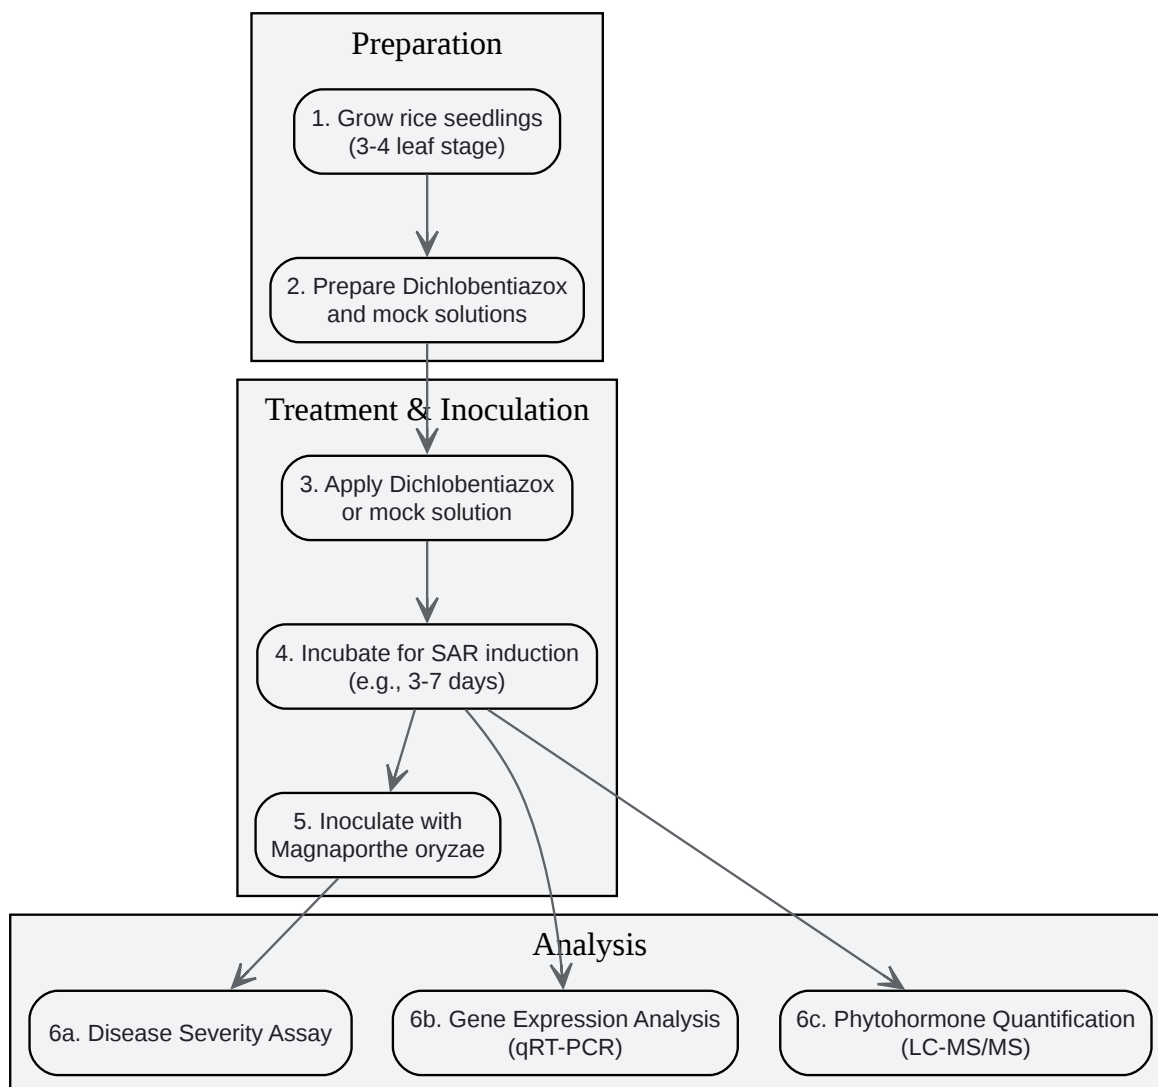 Preparation
1. Grow rice seedlings
(3-4 leaf stage)
2. Prepare Dichlobentiazox
and mock solutions
Treatment & Inoculation
3. Apply Dichlobentiazox
or mock solution
4. Incubate for SAR induction
(e.g., 3-7 days)
5. Inoculate with
Magnaporthe oryzae
Analysis
6a. Disease Severity Assay
6b. Gene Expression Analysis
(qRT-PCR)
6c. Phytohormone Quantification
(LC-MS/MS)